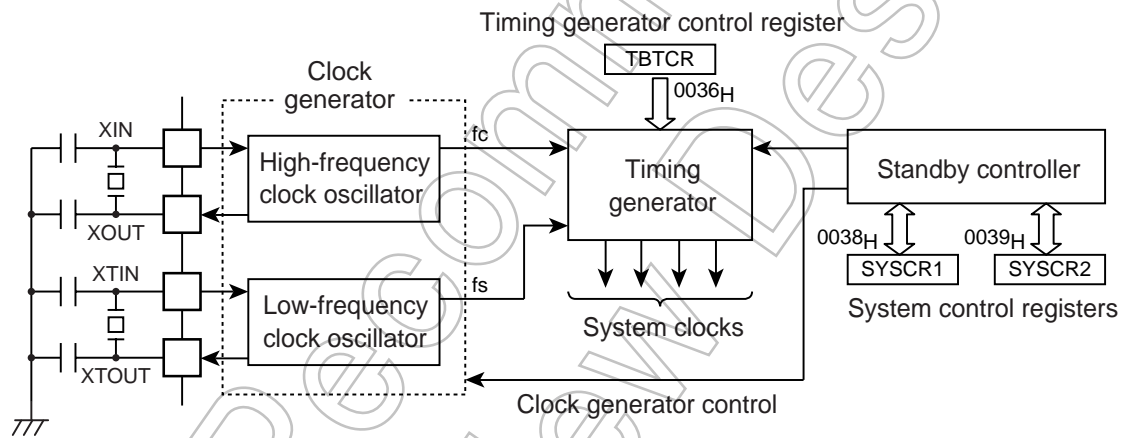 Timing generator control register
TBTCR
0036H
Clock
generator
XIN
High-frequency
clock oscillator
fc
XOUT
Timing
generator
Standby controller
0038H
0039H
SYSCR1
SYSCR2
System control registers
XTIN
Low-frequency
clock oscillator
fs
XTOUT
System clocks
Clock generator control